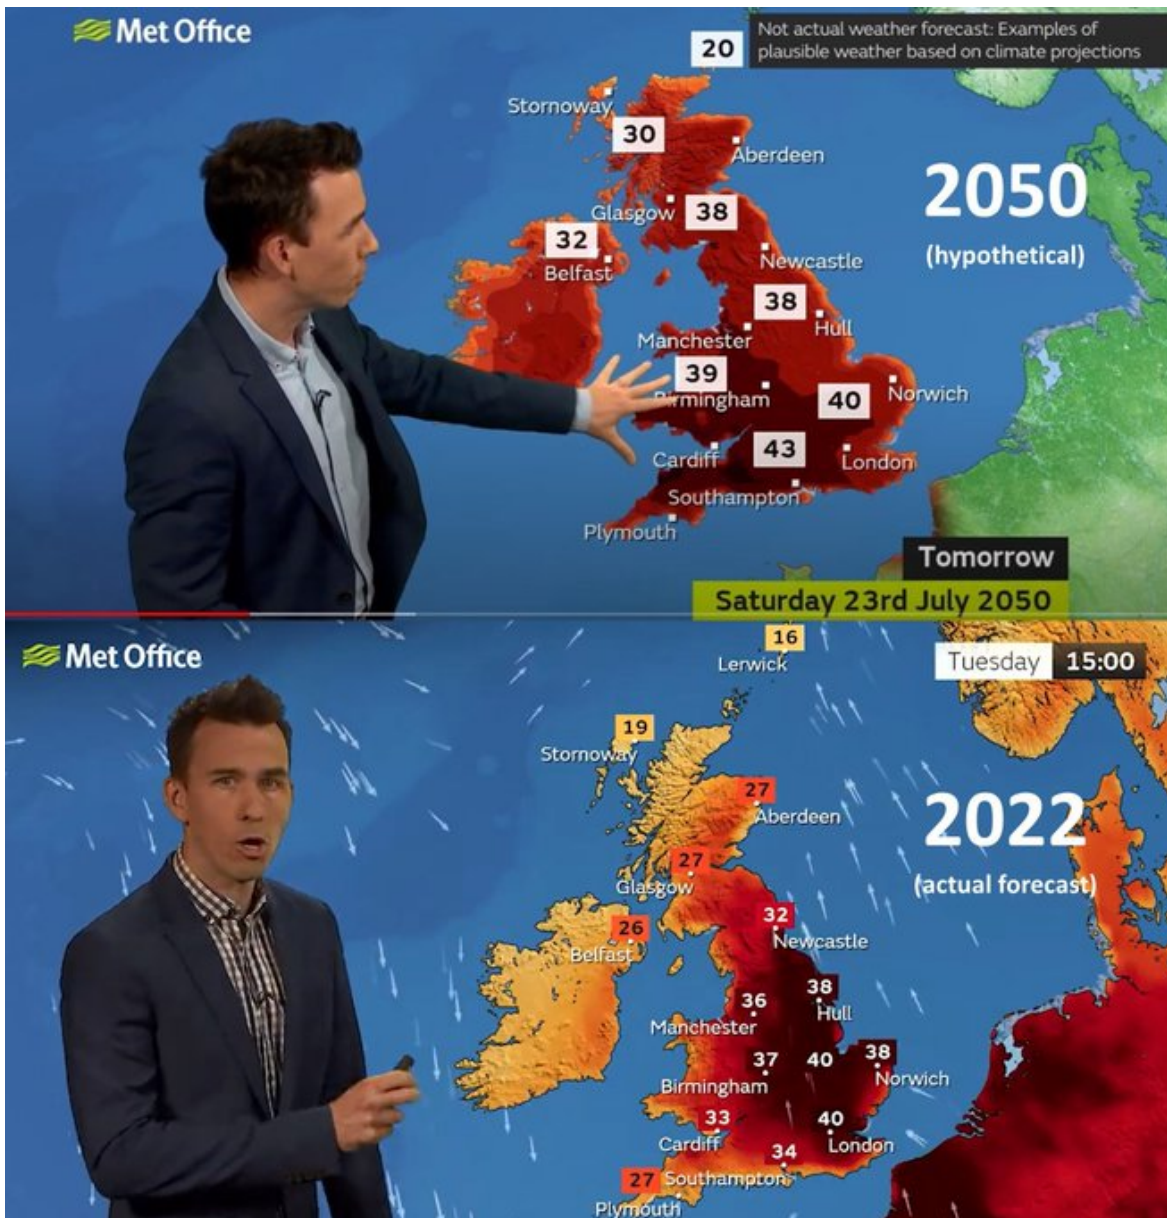 Met Office
20
Not actual weather forecast: Examples of
plausible weather based on climate projections
Stornoway
30
Aberdeen
2050
(hypothetical)
Glasgow
38
32
Belfast
Newcastle
38
Manchester
Hull
39
Birmingham
40
Norwich
43
Cardiff
London
Southampton
Plymouth
Tomorrow
Saturday 23rd July 2050
Met Office
16
Lerwick
Tuesday 15:00
19
Stornoway
27
Aberdeen
2022
(actual forecast)
27
Glasgow
26
Belfast
32
Newcastle
38
Hull
36
Manchester
37
Birmingham
40
38
Norwich
33
Cardiff
40
London
34
Southampton
27
Plymouth